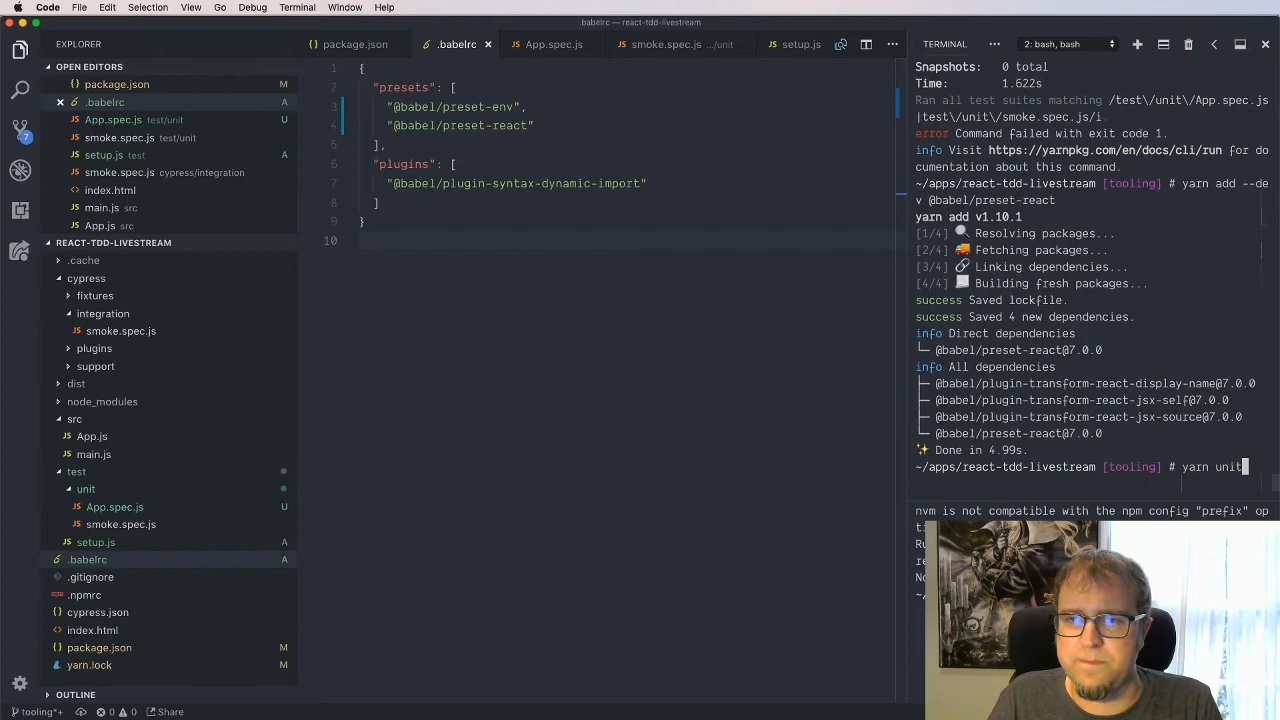 Code File Edit Selection View Go Debug Terminal Window Help
.babelrc — react-tdd-livestream
EXPLORER
OPEN EDITORS
package.json M
.babelrc A
App.spec.js test/unit U
smoke.spec.js test/unit
setup.js test A
smoke.spec.js cypress/integration
index.html
main.js src
App.js src
REACT-TDD-LIVESTREAM
.cache
cypress
fixtures
integration
smoke.spec.js
plugins
support
dist
node_modules
src
App.js
main.js
test
unit
App.spec.js U
smoke.spec.js
setup.js A
.babelrc A
.gitignore
.npmrc
cypress.json
index.html
package.json M
yarn.lock M
OUTLINE
7
package.json .babelrc App.spec.js smoke.spec.js .../unit setup.js
1 {
2 "presets": [
3 "@babel/preset-env",
4 "@babel/preset-react"
5 ],
6 "plugins": [
7 "@babel/plugin-syntax-dynamic-import"
8 ]
9 }
10
TERMINAL 2: bash, bash
Snapshots: 0 total
Time: 1.622s
Ran all test suites matching /test\/unit\/App.spec.js
|test\/unit\/smoke.spec.js/i.
error Command failed with exit code 1.
info Visit https://yarnpkg.com/en/docs/cli/run for do
cumentation about this command.
~/apps/react-tdd-livestream [tooling] # yarn add --de
v @babel/preset-react
yarn add v1.10.1
[1/4] Resolving packages...
[2/4] Fetching packages...
[3/4] Linking dependencies...
[4/4] Building fresh packages...
success Saved lockfile.
success Saved 4 new dependencies.
info Direct dependencies
└─ @babel/preset-react@7.0.0
info All dependencies
├─ @babel/plugin-transform-react-display-name@7.0.0
├─ @babel/plugin-transform-react-jsx-self@7.0.0
├─ @babel/plugin-transform-react-jsx-source@7.0.0
└─ @babel/preset-react@7.0.0
Done in 4.99s.
~/apps/react-tdd-livestream [tooling] # yarn unit
nvm is not compatible with the npm config "prefix" op
tooling*+ 0 0 Share